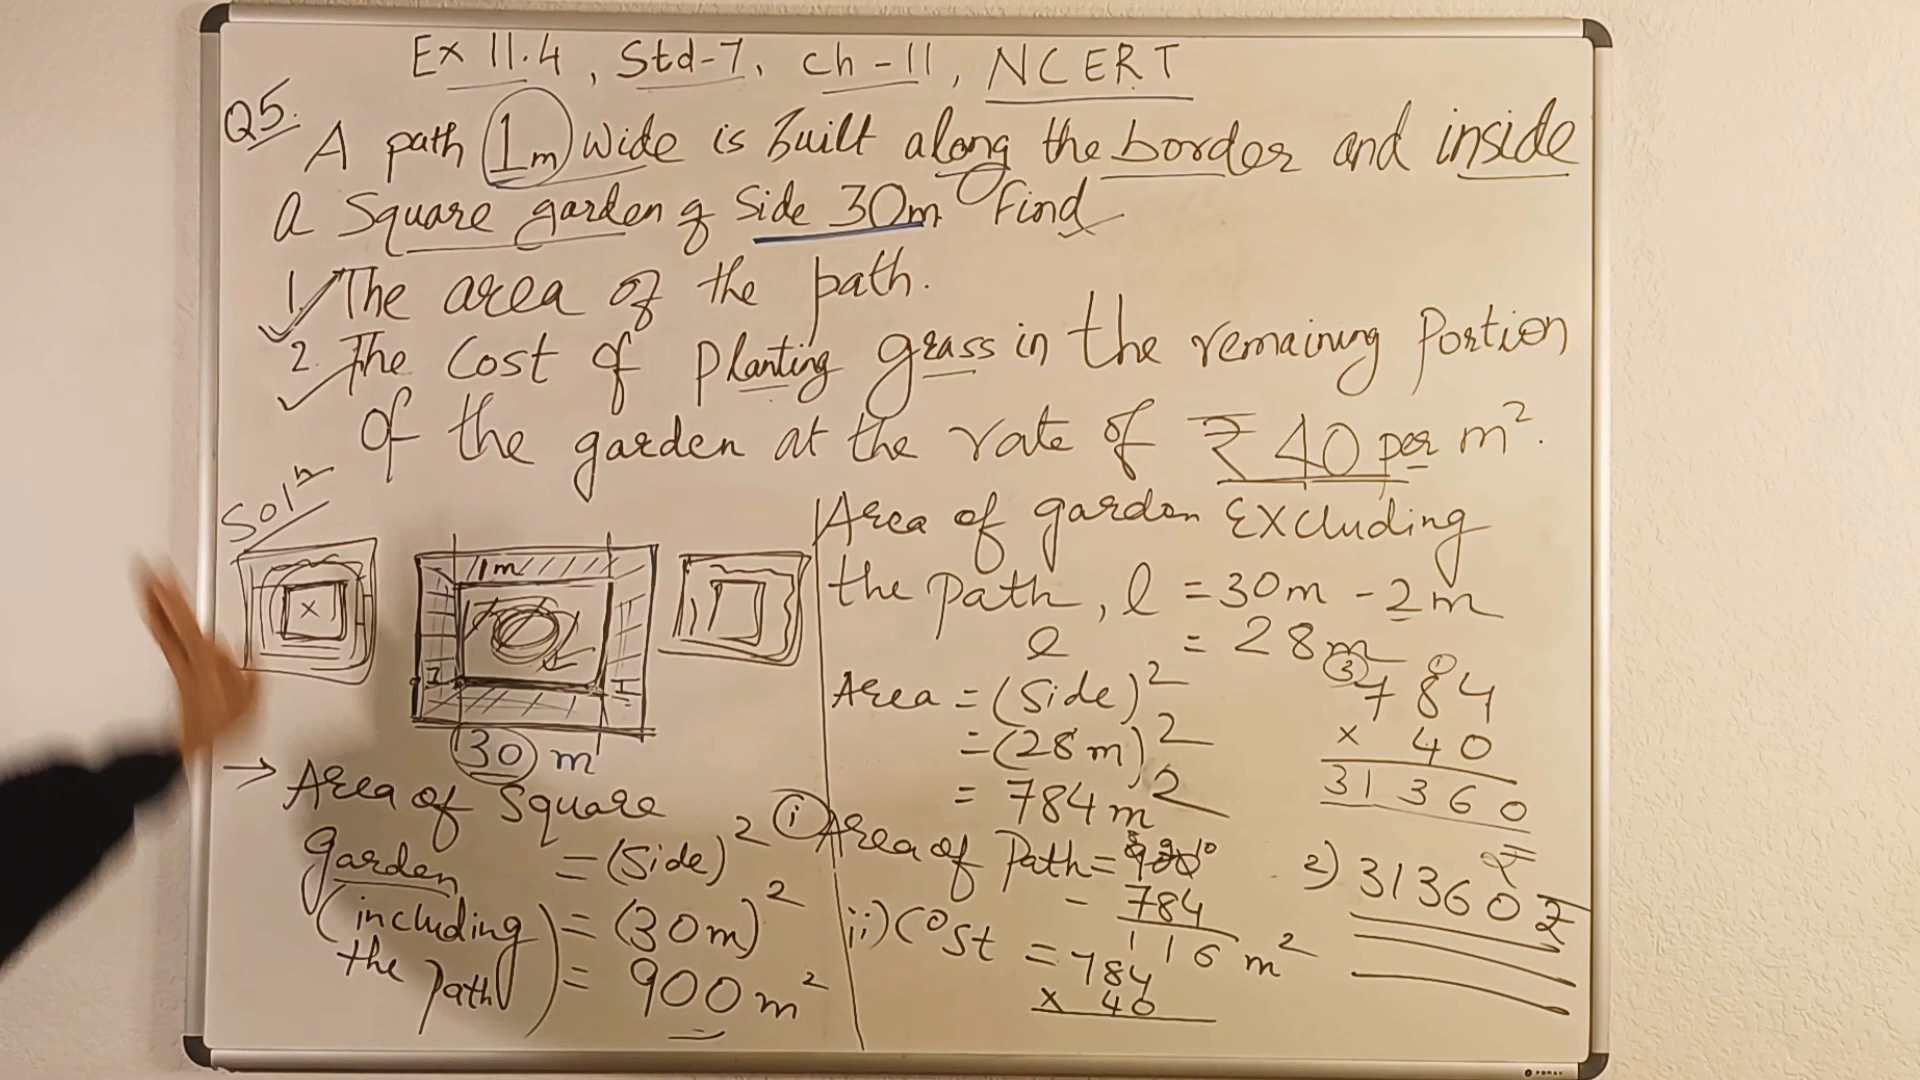 Ex 11.4, Std-7, Ch-11, NCERT
Q5. A path 1m wide is built along the border and inside
a square garden of side 30m Find
1. The area of the path.
2. The cost of planting grass in the remaining Portion
of the garden at the rate of ₹ 40 per m².
Solⁿ
1m
30 m
→ Area of Square
garden = (Side)²
(including = (30m)²
the path) = 900 m²
Area of garden Excluding
the Path, l = 30m - 2m
l = 28m
Area = (Side)²
= (28 m)²
= 784 m²
i Area of Path = 900
- 784
116 m²
ii) Cost = 784
x 40
784
x 40
31360
2) 31360 ₹